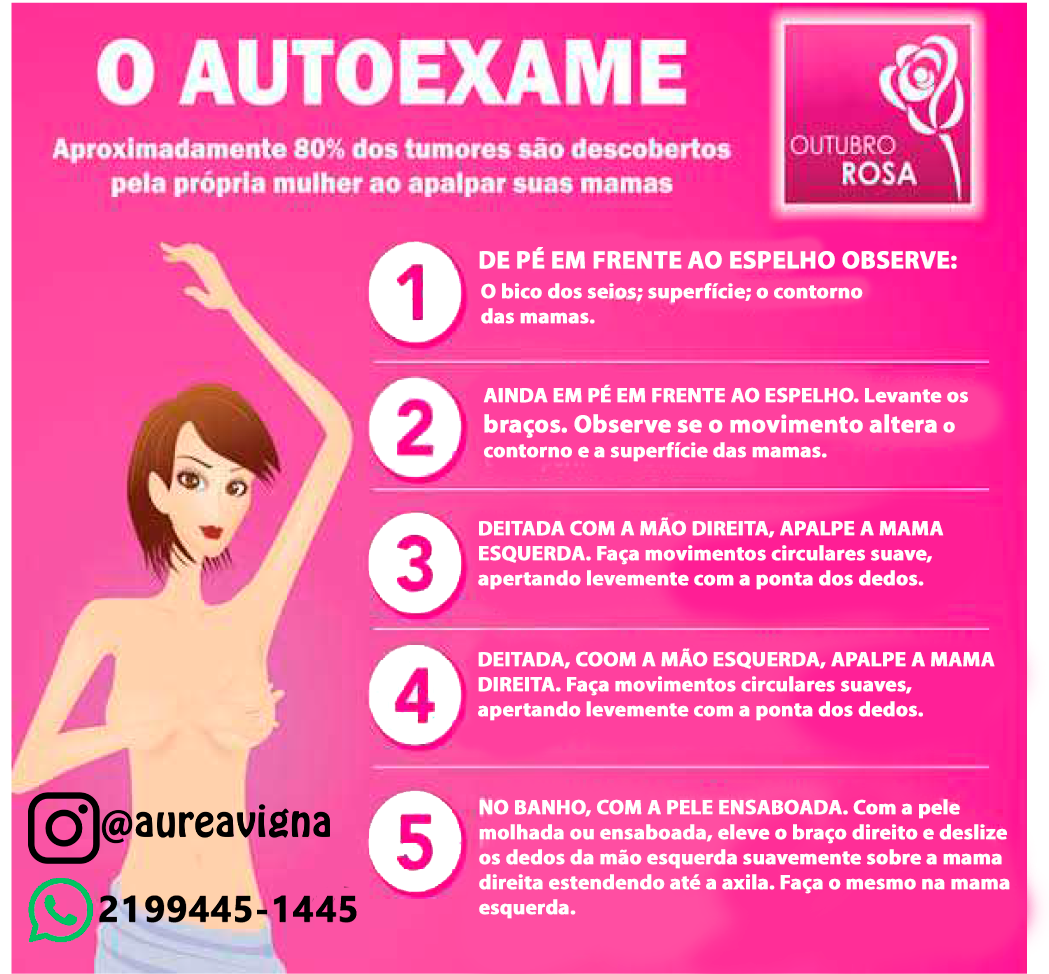 O AUTOEXAME
Aproximadamente 80% dos tumores são descobertos
pela própria mulher ao apalpar suas mamas
OUTUBRO
ROSA
1
DE PÉ EM FRENTE AO ESPELHO OBSERVE:
O bico dos seios; superfície; o contorno
das mamas.
2
AINDA EM PÉ EM FRENTE AO ESPELHO. Levante os
braços. Observe se o movimento altera o
contorno e a superfície das mamas.
3
DEITADA COM A MÃO DIREITA, APALPE A MAMA
ESQUERDA. Faça movimentos circulares suave,
apertando levemente com a ponta dos dedos.
4
DEITADA, COOM A MÃO ESQUERDA, APALPE A MAMA
DIREITA. Faça movimentos circulares suaves,
apertando levemente com a ponta dos dedos.
5
NO BANHO, COM A PELE ENSABOADA. Com a pele
molhada ou ensaboada, eleve o braço direito e deslize
os dedos da mão esquerda suavemente sobre a mama
direita estendendo até a axila. Faça o mesmo na mama
esquerda.
@aureavigna
2199445-1445